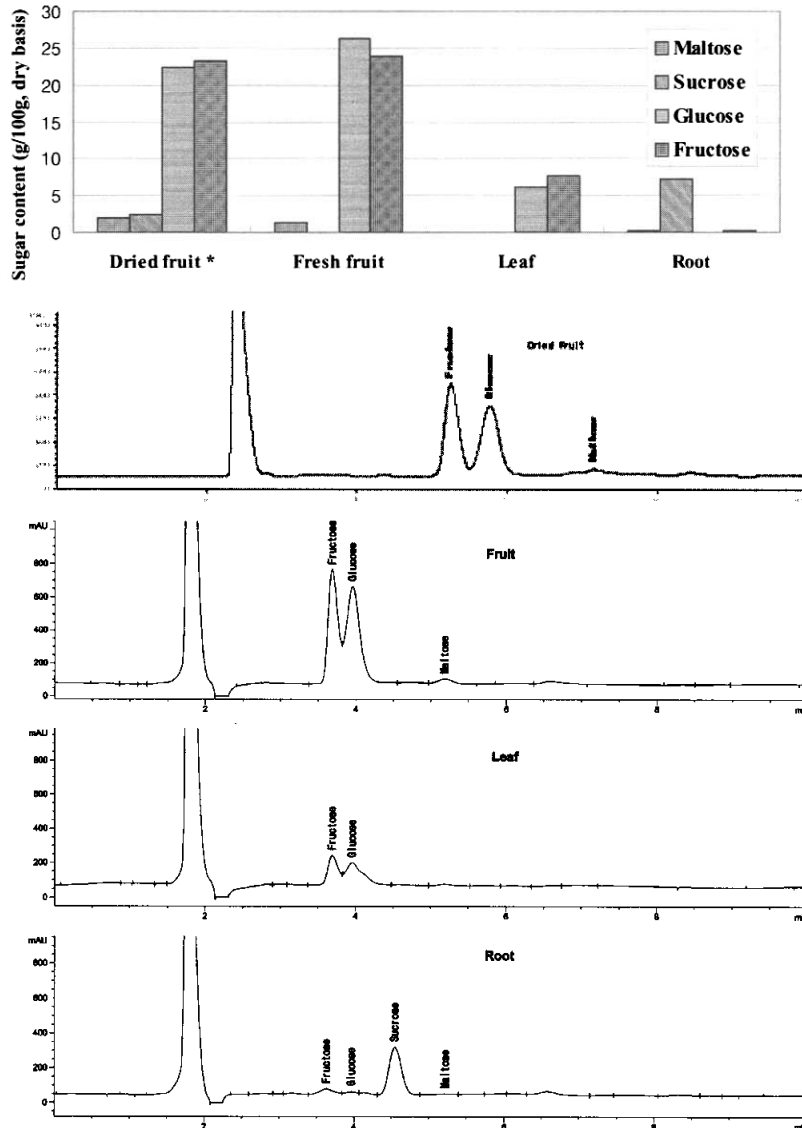 Sugar content (g/100g, dry basis)
30
25
20
15
10
5
0
Maltose
Sucrose
Glucose
Fructose
Dried fruit *
Fresh fruit
Leaf
Root
Dried Fruit
Fructose
Glucose
Maltose
mAU
800
600
400
200
0
Fruit
Fructose
Glucose
Maltose
2
4
6
8
m
mAU
800
600
400
200
0
Leaf
Fructose
Glucose
2
4
6
8
m
mAU
800
600
400
200
0
Root
Fructose
Glucose
Sucrose
Maltose
2
4
6
8
m